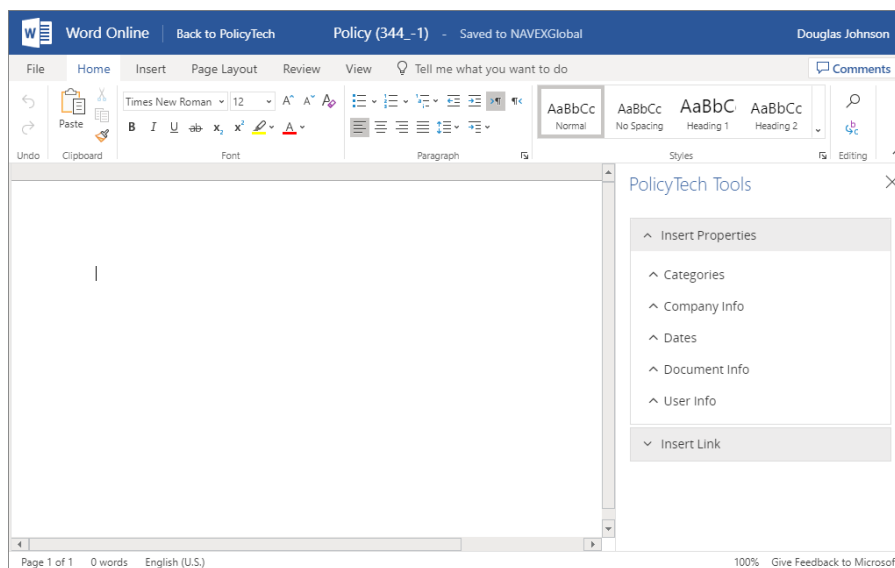 Word Online Back to PolicyTech Policy (344_-1) - Saved to NAVEXGlobal Douglas Johnson
File Home Insert Page Layout Review View Tell me what you want to do Comments
Times New Roman 12
Paste
B I U ab x₂ x²
AaBbCc AaBbCc AaBbC AaBbCc
Normal No Spacing Heading 1 Heading 2
Undo Clipboard Font Paragraph Styles Editing
PolicyTech Tools
Insert Properties
Categories
Company Info
Dates
Document Info
User Info
Insert Link
Page 1 of 1 0 words English (U.S.) 100% Give Feedback to Microsof